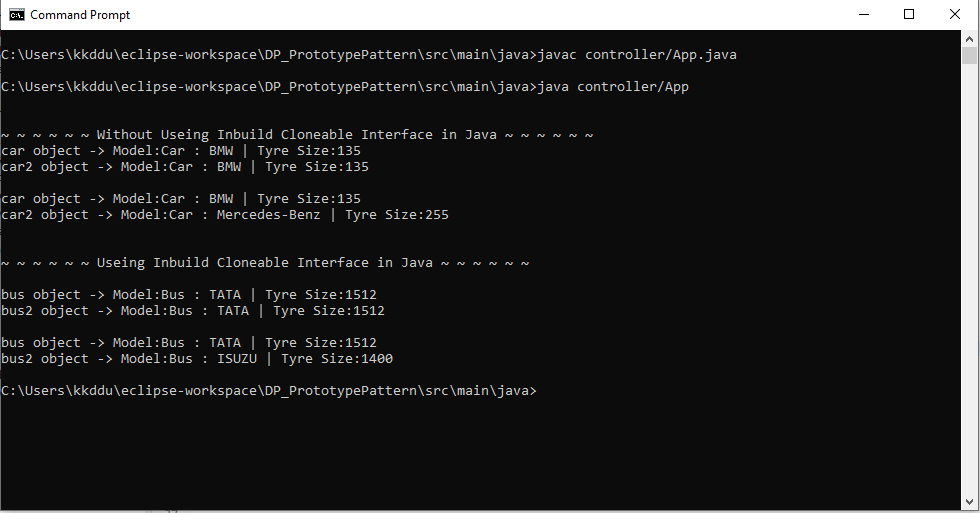 Command Prompt
C:\Users\kkddu\eclipse-workspace\DP_PrototypePattern\src\main\java>javac controller/App.java
C:\Users\kkddu\eclipse-workspace\DP_PrototypePattern\src\main\java>java controller/App
~ ~ ~ ~ ~ ~ Without Useing Inbuild Cloneable Interface in Java ~ ~ ~ ~ ~ ~
car object -> Model:Car : BMW | Tyre Size:135
car2 object -> Model:Car : BMW | Tyre Size:135
car object -> Model:Car : BMW | Tyre Size:135
car2 object -> Model:Car : Mercedes-Benz | Tyre Size:255
~ ~ ~ ~ ~ ~ Useing Inbuild Cloneable Interface in Java ~ ~ ~ ~ ~ ~
bus object -> Model:Bus : TATA | Tyre Size:1512
bus2 object -> Model:Bus : TATA | Tyre Size:1512
bus object -> Model:Bus : TATA | Tyre Size:1512
bus2 object -> Model:Bus : ISUZU | Tyre Size:1400
C:\Users\kkddu\eclipse-workspace\DP_PrototypePattern\src\main\java>